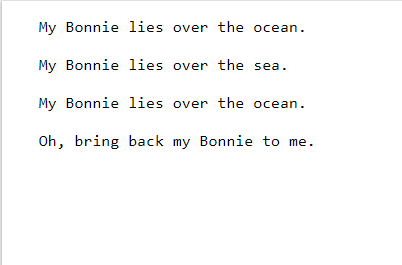 My Bonnie lies over the ocean.
My Bonnie lies over the sea.
My Bonnie lies over the ocean.
Oh, bring back my Bonnie to me.